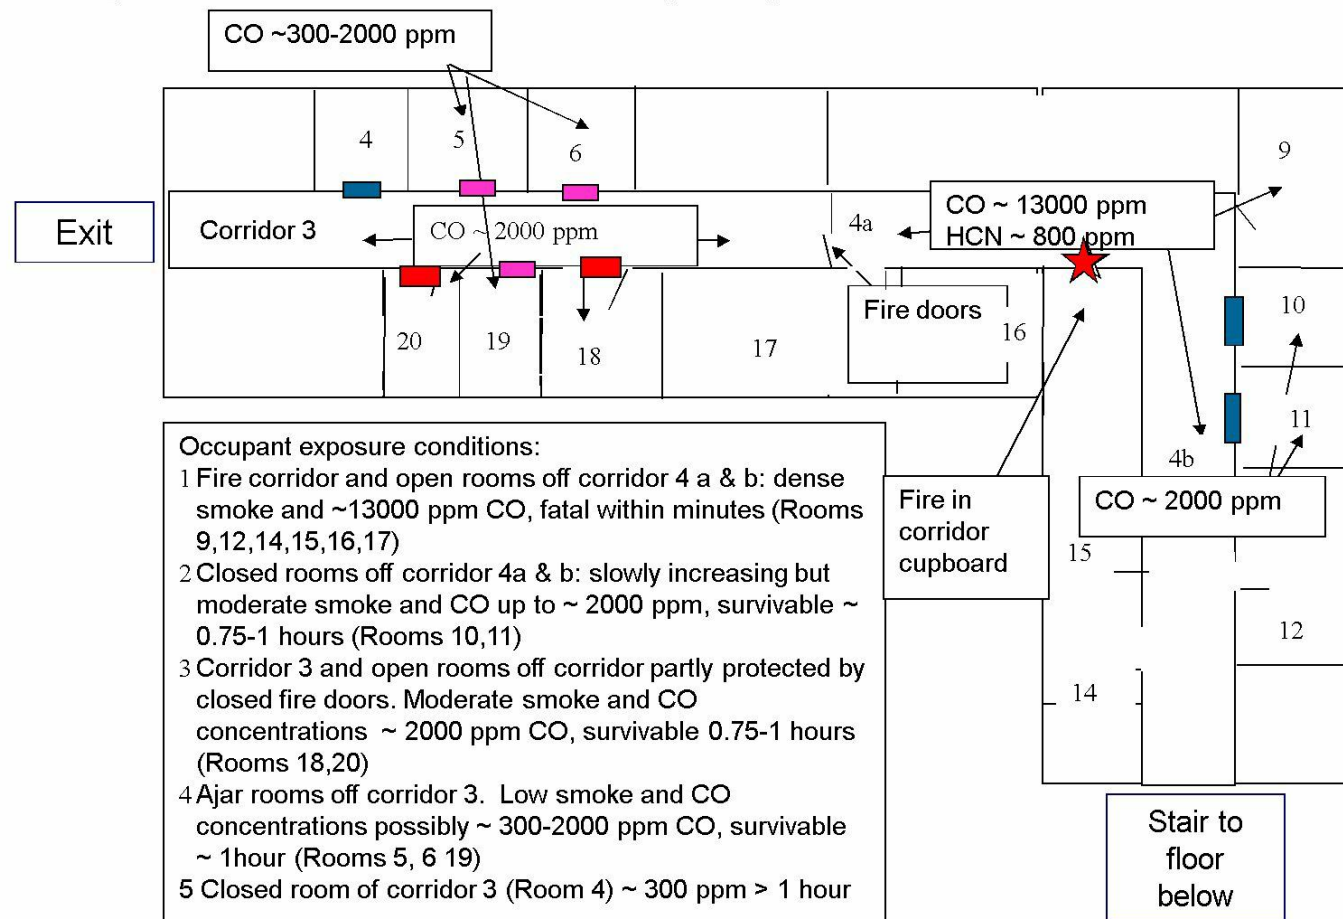 CO ~300-2000 ppm
4
5
6
9
Exit
Corridor 3
CO ~ 2000 ppm
4a
CO ~ 13000 ppm
HCN ~ 800 ppm
Fire doors
10
20
19
18
17
16
11
4b
CO ~ 2000 ppm
Fire in
corridor
cupboard
15
12
14
Occupant exposure conditions:
1 Fire corridor and open rooms off corridor 4 a & b: dense
smoke and ~13000 ppm CO, fatal within minutes (Rooms
9,12,14,15,16,17)
2 Closed rooms off corridor 4a & b: slowly increasing but
moderate smoke and CO up to ~ 2000 ppm, survivable ~
0.75-1 hours (Rooms 10,11)
3 Corridor 3 and open rooms off corridor partly protected by
closed fire doors. Moderate smoke and CO
concentrations ~ 2000 ppm CO, survivable 0.75-1 hours
(Rooms 18,20)
4 Ajar rooms off corridor 3. Low smoke and CO
concentrations possibly ~ 300-2000 ppm CO, survivable
~ 1hour (Rooms 5, 6 19)
5 Closed room of corridor 3 (Room 4) ~ 300 ppm > 1 hour
Stair to
floor
below